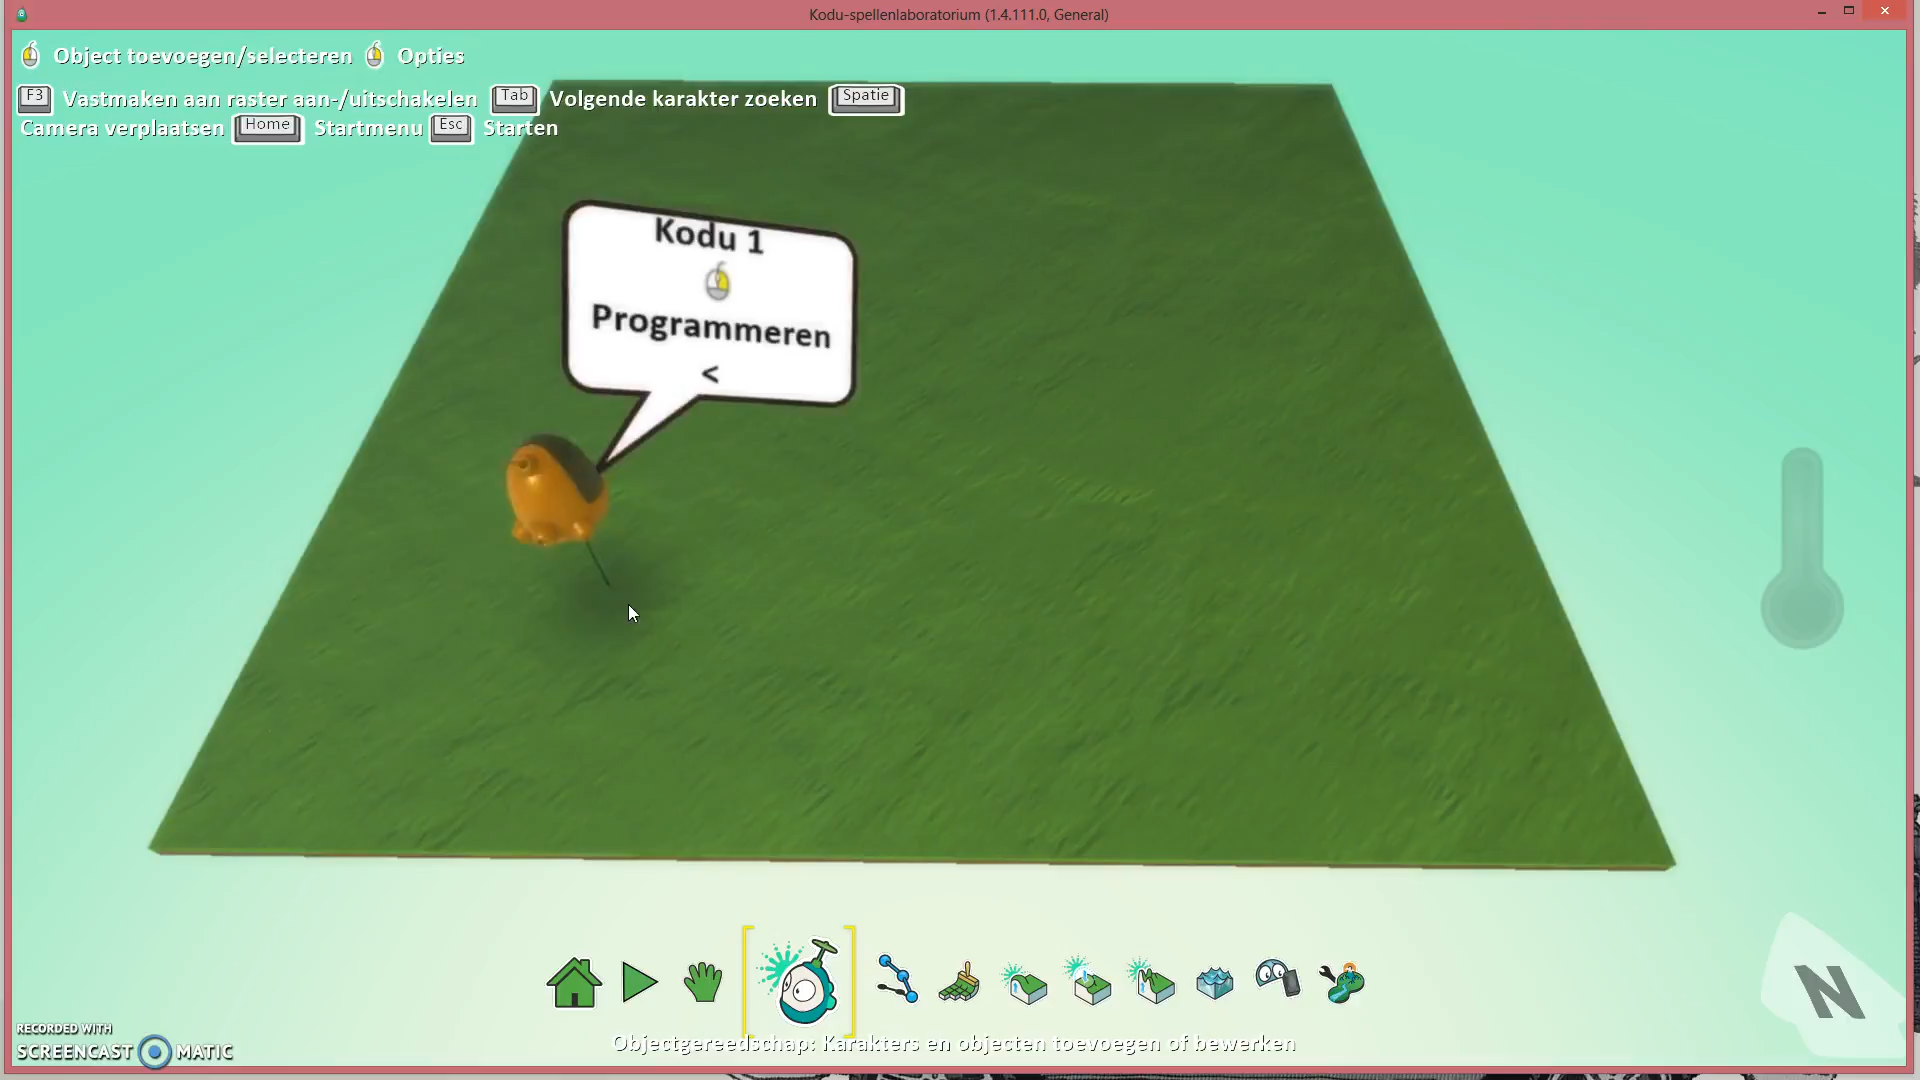 Kodu-spellenlaboratorium (1.4.111.0, General)
Object toevoegen/selecteren Opties
F3 Vastmaken aan raster aan-/uitschakelen Tab Volgende karakter zoeken Spatie
Camera verplaatsen Home Startmenu Esc Starten
Kodu 1
Programmeren
<
N
RECORDED WITH
SCREENCAST MATIC
Objectgereedschap: Karakters en objecten toevoegen of bewerken